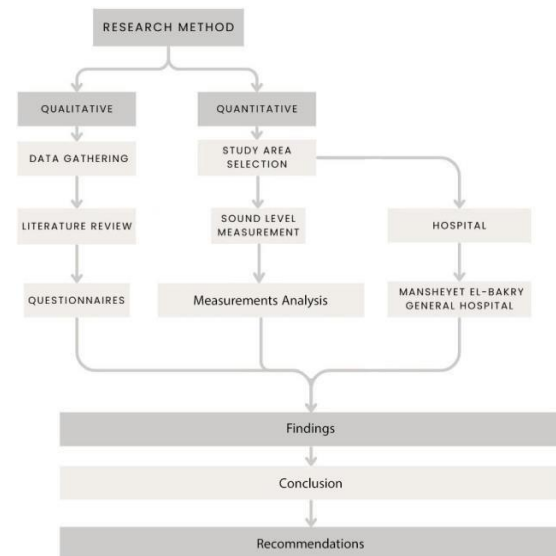 RESEARCH METHOD
QUALITATIVE
QUANTITATIVE
DATA GATHERING
STUDY AREA
SELECTION
LITERATURE REVIEW
SOUND LEVEL
MEASUREMENT
HOSPITAL
QUESTIONNAIRES
Measurements Analysis
MANSHEYET EL-BAKRY
GENERAL HOSPITAL
Findings
Conclusion
Recommendations